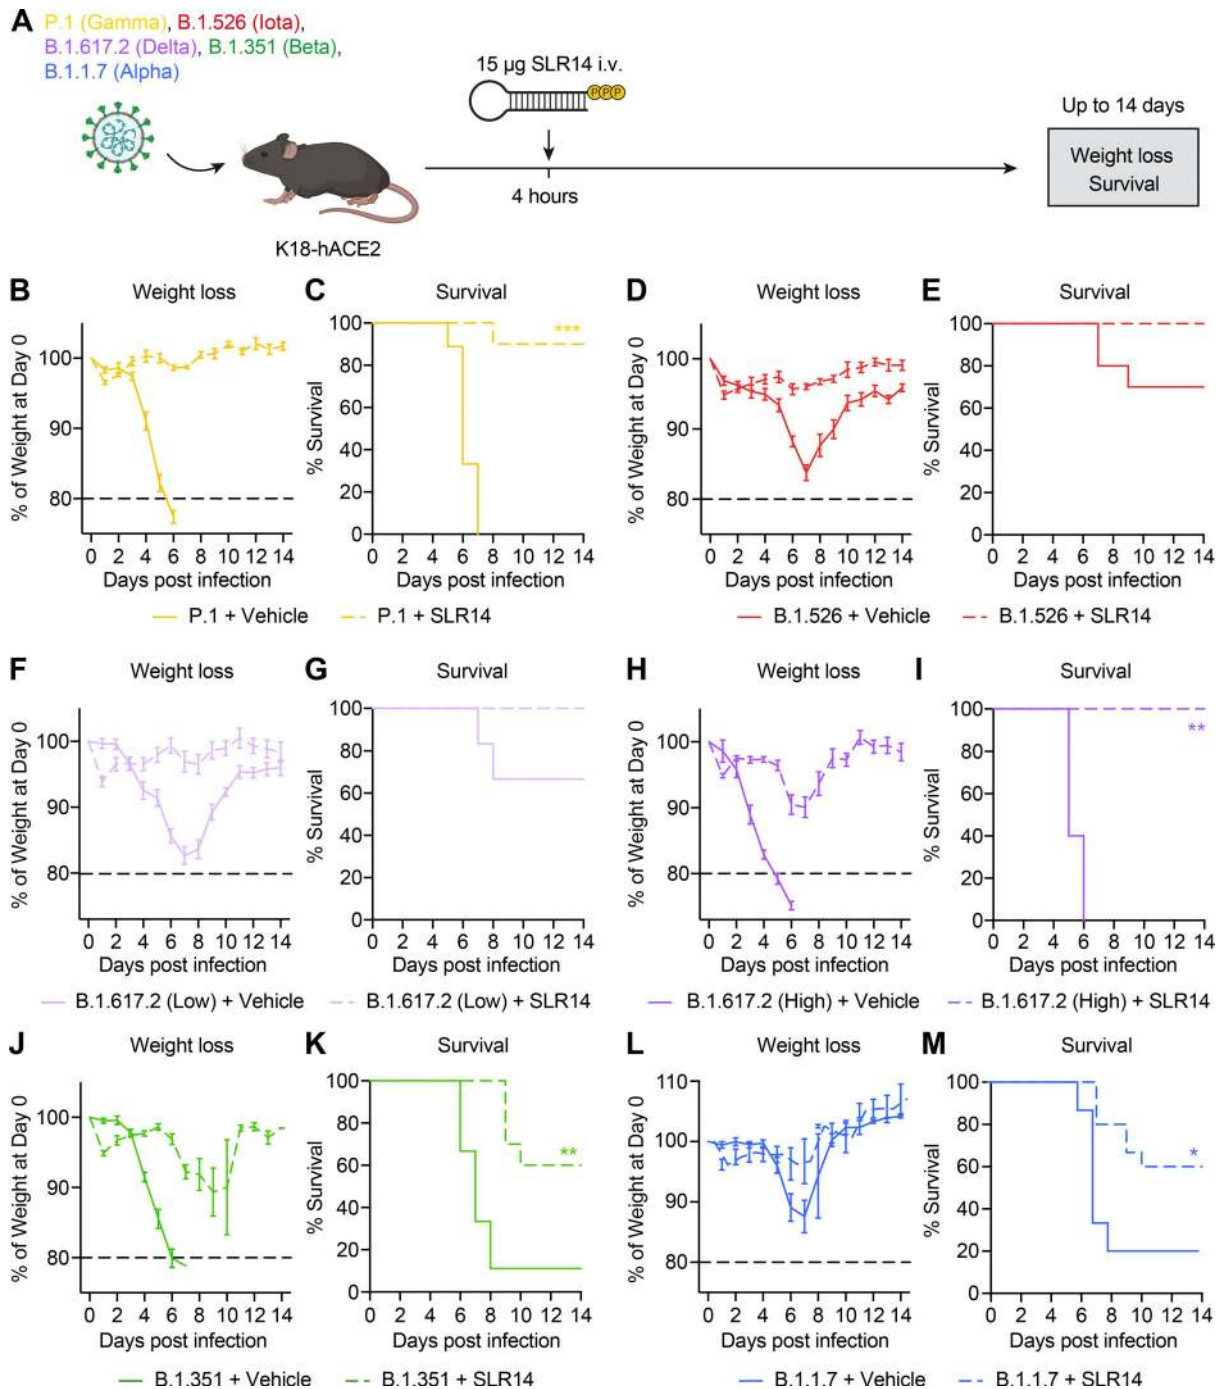 A
P.1 (Gamma), B.1.526 (Iota),
B.1.617.2 (Delta), B.1.351 (Beta),
B.1.1.7 (Alpha)
15 µg SLR14 i.v.
PPP
4 hours
K18-hACE2
Up to 14 days
Weight loss
Survival
B
Weight loss
% of Weight at Day 0
100
90
80
0 2 4 6 8 10 12 14
Days post infection
C
Survival
% Survival
100
80
60
40
20
0
***
0 2 4 6 8 10 12 14
Days post infection
P.1 + Vehicle P.1 + SLR14
D
Weight loss
% of Weight at Day 0
100
90
80
0 2 4 6 8 10 12 14
Days post infection
E
Survival
% Survival
100
80
60
40
20
0
0 2 4 6 8 10 12 14
Days post infection
B.1.526 + Vehicle B.1.526 + SLR14
F
Weight loss
% of Weight at Day 0
100
90
80
0 2 4 6 8 10 12 14
Days post infection
G
Survival
% Survival
100
80
60
40
20
0
0 2 4 6 8 10 12 14
Days post infection
B.1.617.2 (Low) + Vehicle B.1.617.2 (Low) + SLR14
H
Weight loss
% of Weight at Day 0
100
90
80
0 2 4 6 8 10 12 14
Days post infection
I
Survival
% Survival
100
80
60
40
20
0
**
0 2 4 6 8 10 12 14
Days post infection
B.1.617.2 (High) + Vehicle B.1.617.2 (High) + SLR14
J
Weight loss
% of Weight at Day 0
100
90
80
0 2 4 6 8 10 12 14
Days post infection
K
Survival
% Survival
100
80
60
40
20
0
**
0 2 4 6 8 10 12 14
Days post infection
B.1.351 + Vehicle B.1.351 + SLR14
L
Weight loss
% of Weight at Day 0
110
100
90
80
0 2 4 6 8 10 12 14
Days post infection
M
Survival
% Survival
100
80
60
40
20
0
*
0 2 4 6 8 10 12 14
Days post infection
B.1.1.7 + Vehicle B.1.1.7 + SLR14